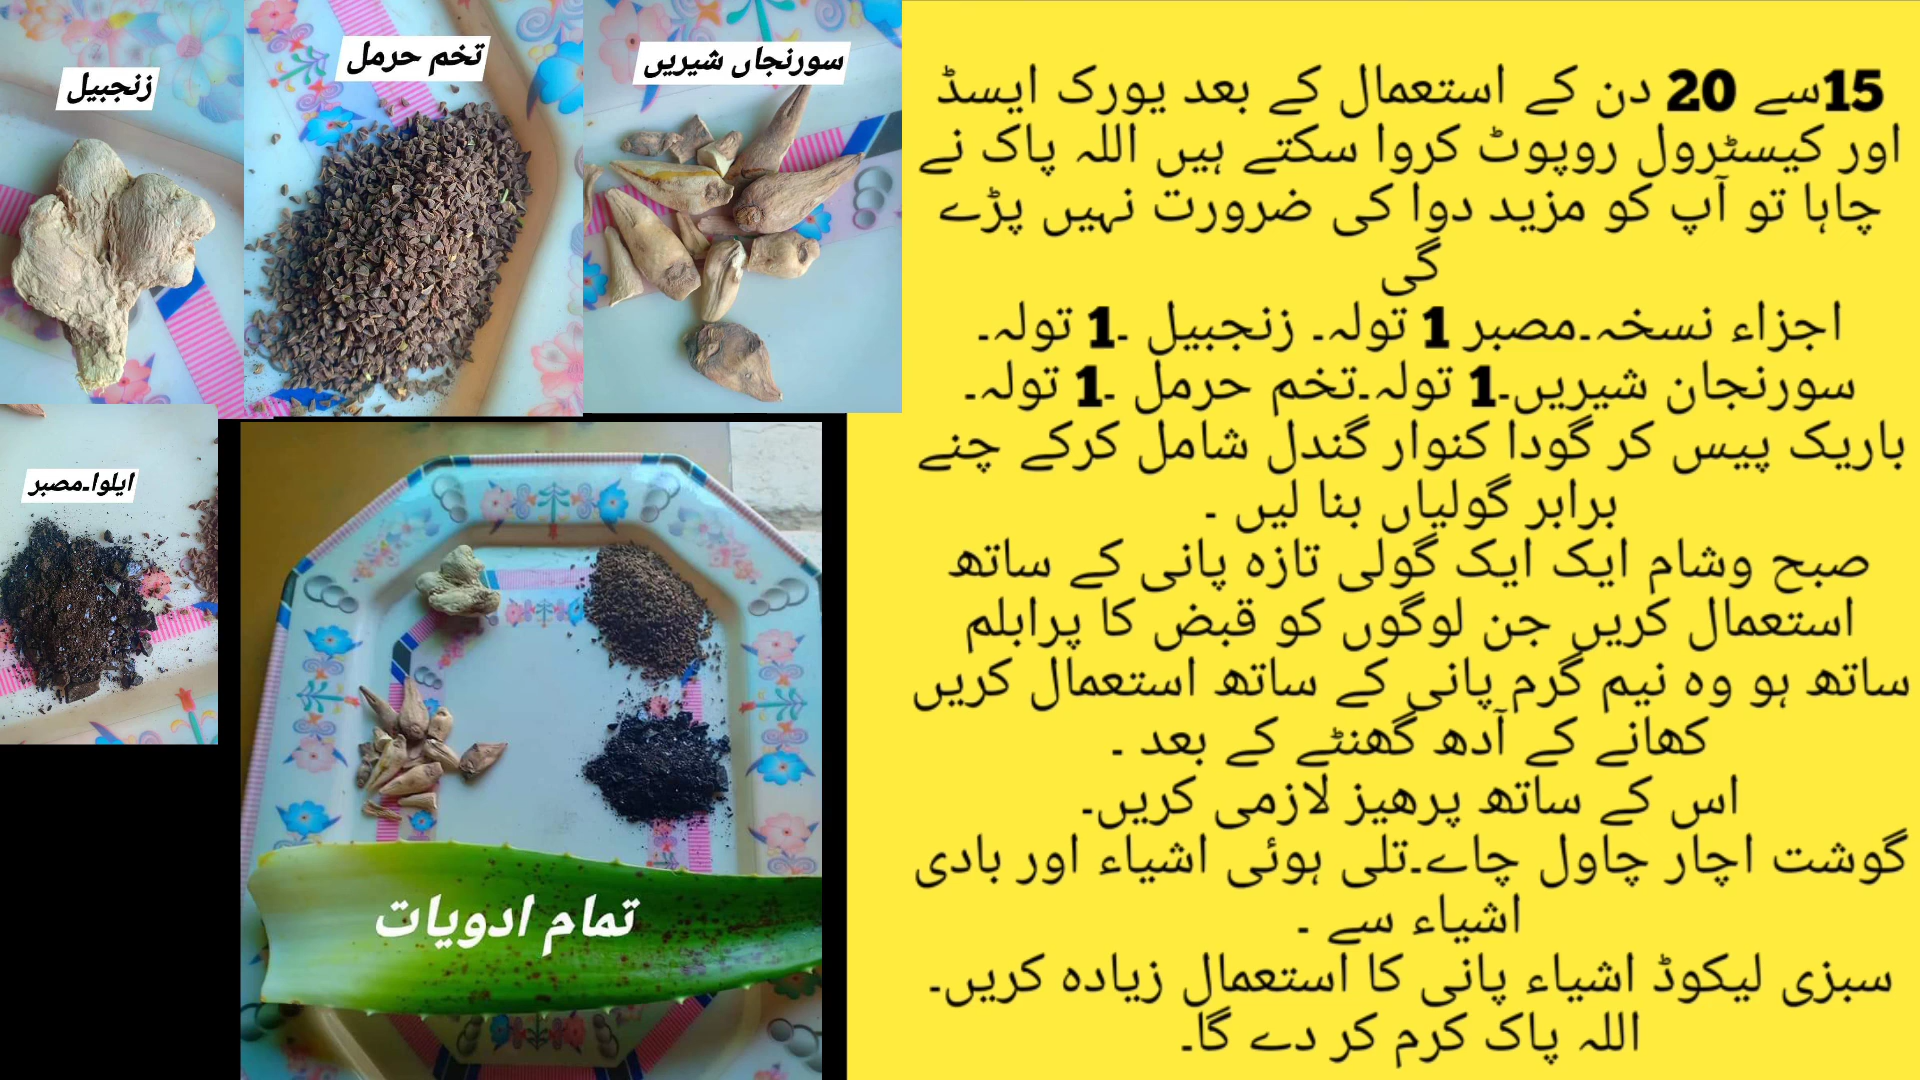 زنجبیل
تخم حرمل
سورنجاں شیریں
ایلوا۔مصبر
تمام ادویات
15سے 20 دن کے استعمال کے بعد یورک ایسڈ
اور کیسٹرول روپوٹ کروا سکتے ہیں اللہ پاک نے
چاہا تو آپ کو مزید دوا کی ضرورت نہیں پڑے
گی
اجزاء نسخہ۔مصبر 1 تولہ۔ زنجبیل ۔1 تولہ۔
سورنجان شیریں۔1 تولہ۔تخم حرمل ۔1 تولہ۔
باریک پیس کر گودا کنوار گندل شامل کرکے چنے
برابر گولیاں بنا لیں ۔
صبح وشام ایک ایک گولی تازہ پانی کے ساتھ
استعمال کریں جن لوگوں کو قبض کا پرابلم
ساتھ ہو وہ نیم گرم پانی کے ساتھ استعمال کریں
کھانے کے آدھ گھنٹے کے بعد ۔
اس کے ساتھ پرھیز لازمی کریں۔
گوشت اچار چاول چاے۔تلی ہوئی اشیاء اور بادی
اشیاء سے ۔
سبزی لیکوڈ اشیاء پانی کا استعمال زیادہ کریں۔
اللہ پاک کرم کر دے گا۔